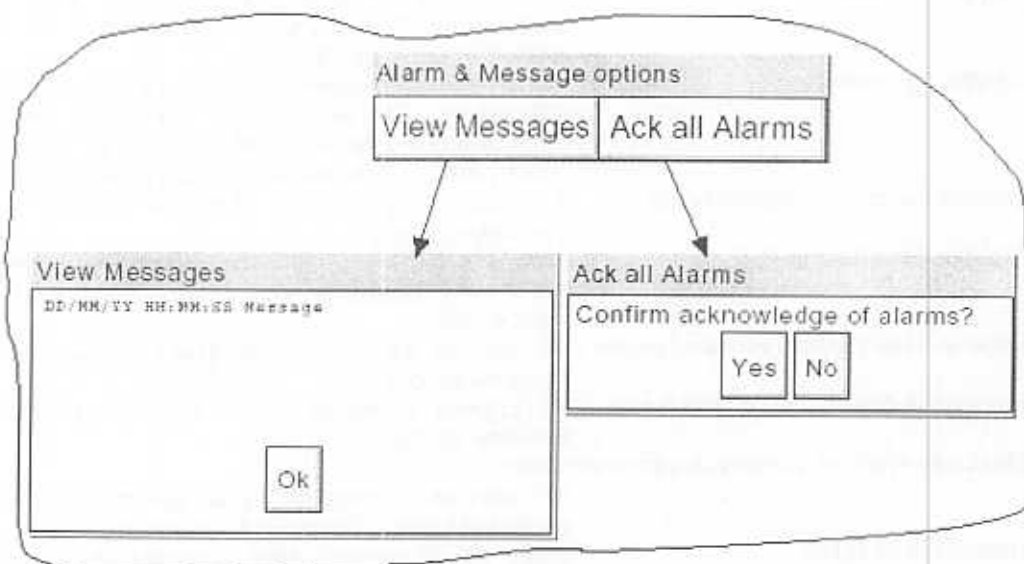 Alarm & Message options
View Messages Ack all Alarms
View Messages
DD/MM/YY HH:MM:SS Message
Ok
Ack all Alarms
Confirm acknowledge of alarms?
Yes No